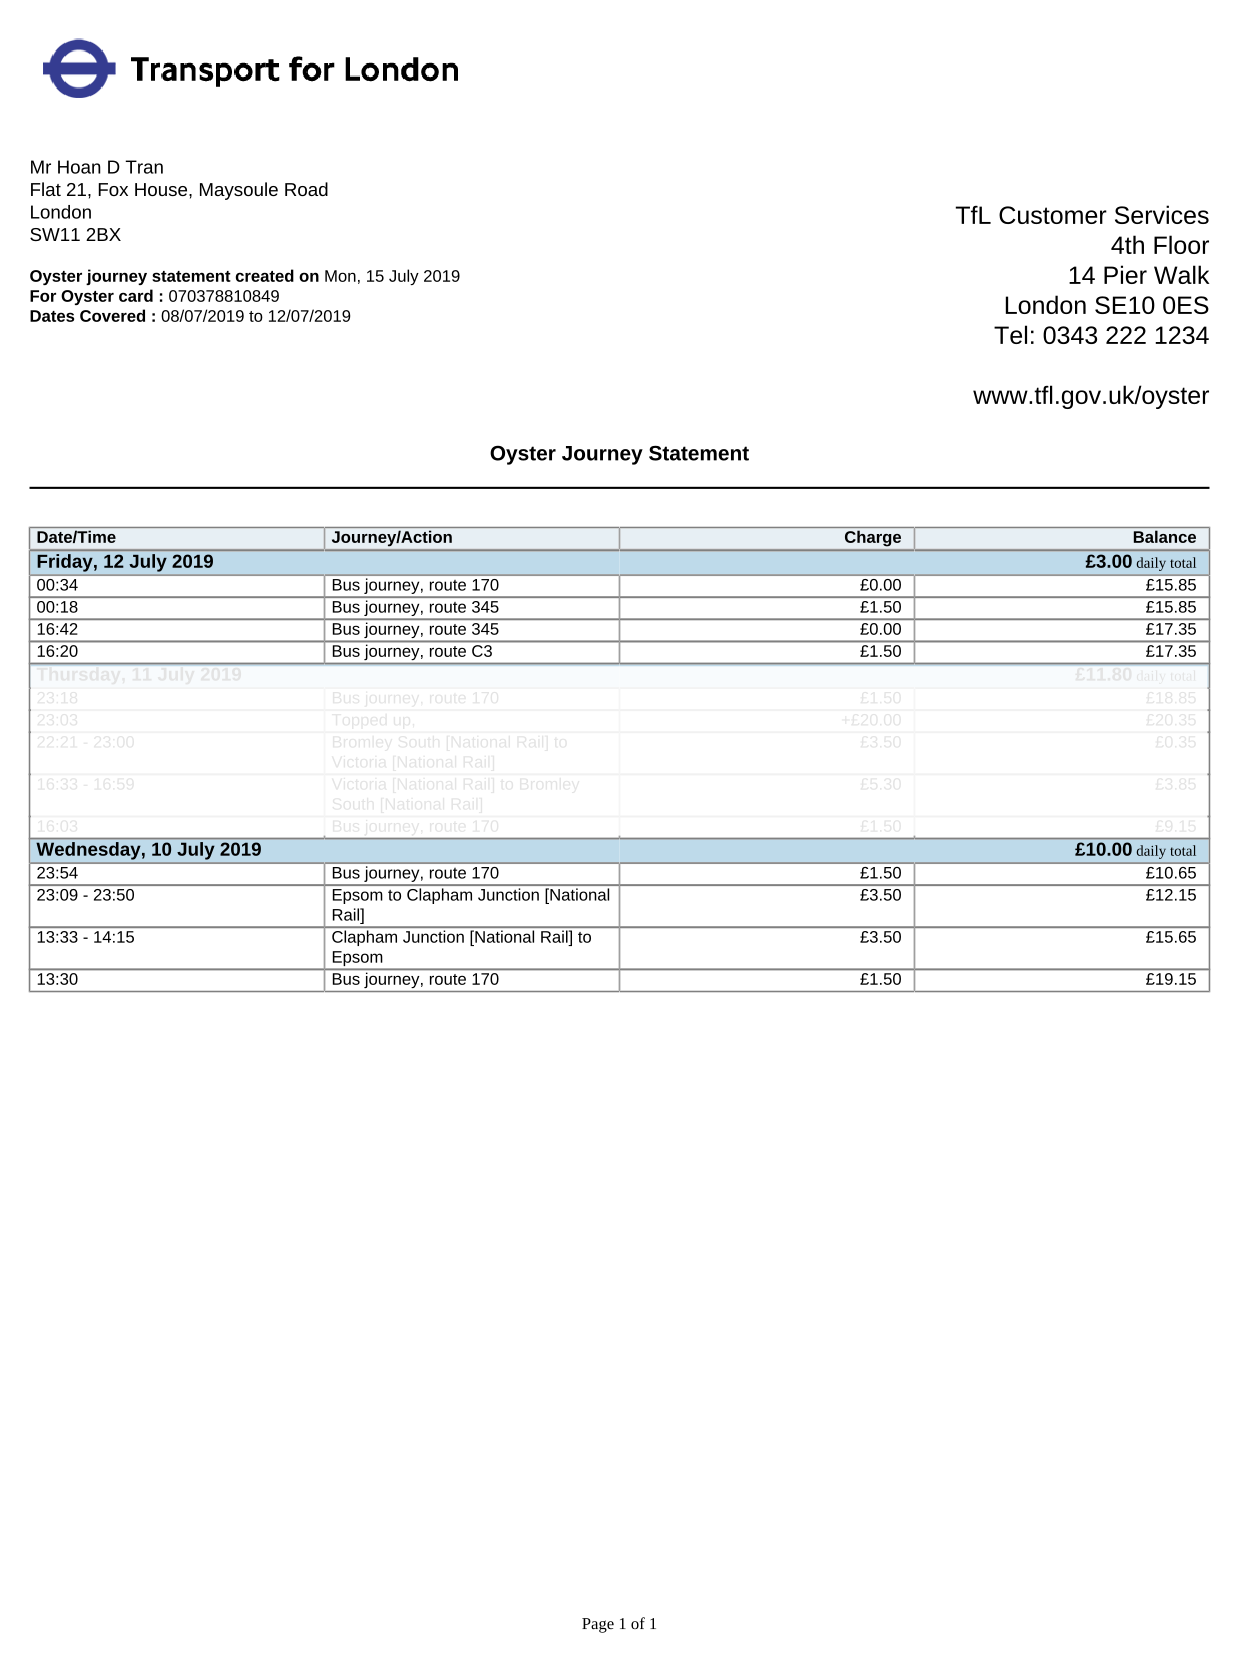 Transport for London
Mr Hoan D Tran
Flat 21, Fox House, Maysoule Road
London
SW11 2BX
TfL Customer Services
4th Floor
14 Pier Walk
London SE10 0ES
Tel: 0343 222 1234
www.tfl.gov.uk/oyster
Oyster journey statement created on Mon, 15 July 2019
For Oyster card : 070378810849
Dates Covered : 08/07/2019 to 12/07/2019
Oyster Journey Statement
Date/Time Journey/Action Charge Balance
Friday, 12 July 2019 £3.00 daily total
00:34 Bus journey, route 170 £0.00 £15.85
00:18 Bus journey, route 345 £1.50 £15.85
16:42 Bus journey, route 345 £0.00 £17.35
16:20 Bus journey, route C3 £1.50 £17.35
Thursday, 11 July 2019 £11.80 daily total
23:18 Bus journey, route 170 £1.50 £18.85
23:03 Topped up, +£20.00 £20.35
22:21 - 23:00 Bromley South [National Rail] to £3.50 £0.35
Victoria [National Rail]
16:33 - 16:59 Victoria [National Rail] to Bromley £5.30 £3.85
South [National Rail]
16:03 Bus journey, route 170 £1.50 £9.15
Wednesday, 10 July 2019 £10.00 daily total
23:54 Bus journey, route 170 £1.50 £10.65
23:09 - 23:50 Epsom to Clapham Junction [National £3.50 £12.15
Rail]
13:33 - 14:15 Clapham Junction [National Rail] to £3.50 £15.65
Epsom
13:30 Bus journey, route 170 £1.50 £19.15
Page 1 of 1